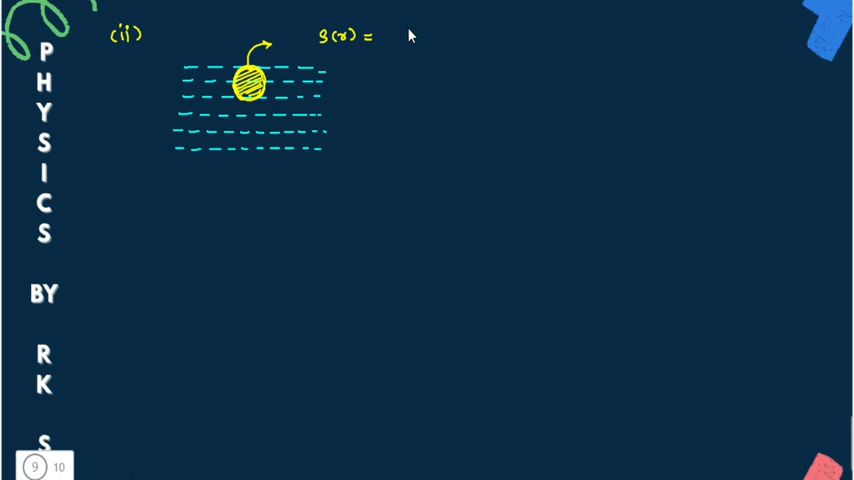 (ii)
ρ(r) =
PHYSICS
BY
RK
S
9 10